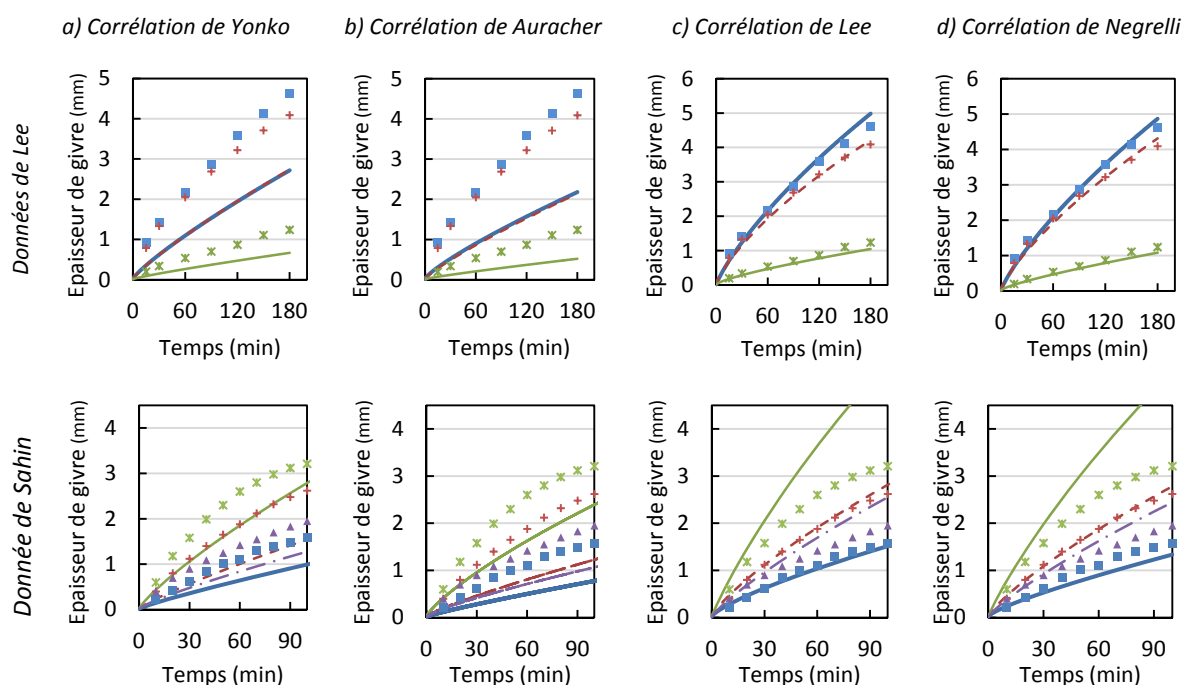 a) Corrélation de Yonko
b) Corrélation de Auracher
c) Corrélation de Lee
d) Corrélation de Negrelli
Données de Lee
Epaisseur de givre (mm)
5
4
3
2
1
0
0 60 120 180
Temps (min)
Epaisseur de givre (mm)
5
4
3
2
1
0
0 60 120 180
Temps (min)
Epaisseur de givre (mm)
6
5
4
3
2
1
0
0 60 120 180
Temps (min)
Epaisseur de givre (mm)
6
5
4
3
2
1
0
0 60 120 180
Temps (min)
Donnée de Sahin
Epaisseur de givre (mm)
4
3
2
1
0
0 30 60 90
Temps (min)
Epaisseur de givre (mm)
4
3
2
1
0
0 30 60 90
Temps (min)
Epaisseur de givre (mm)
4
3
2
1
0
0 30 60 90
Temps (min)
Epaisseur de givre (mm)
4
3
2
1
0
0 30 60 90
Temps (min)